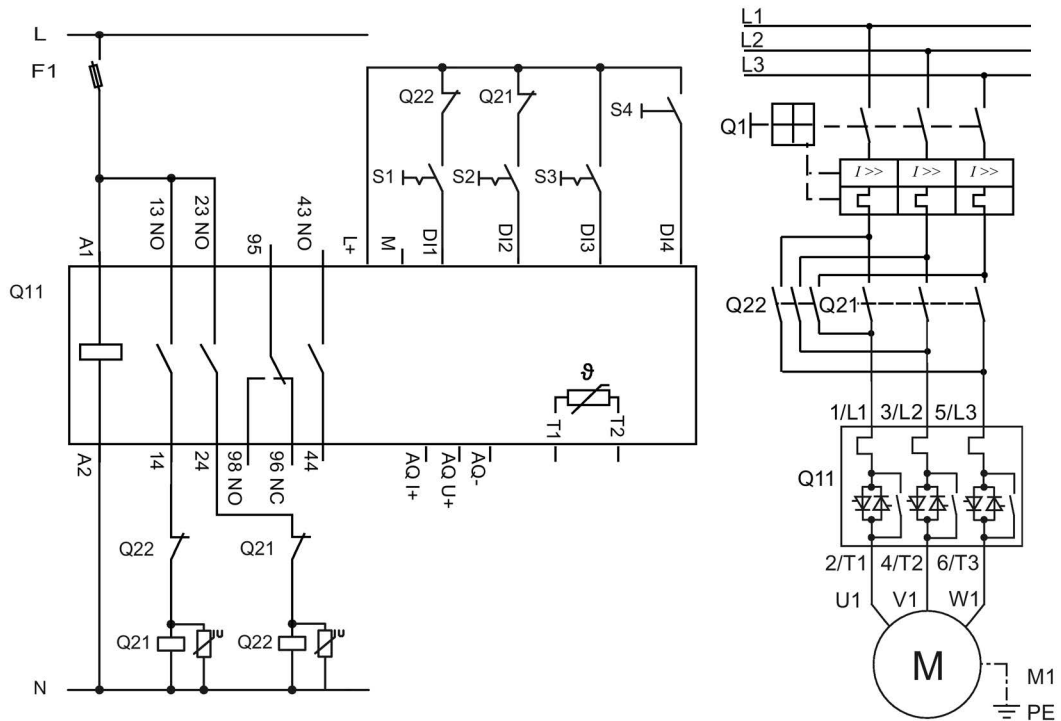 L
F1
Q22
Q21
S4
S1
S2
S3
A1
13 NO
23 NO
95
43 NO
L+
M
DI1
DI2
DI3
DI4
Q11
ϑ
T1
T2
A2
14
24
98 NO
96 NC
44
AQ I+
AQ U+
AQ-
Q22
Q21
Q21
U
Q22
U
N
L1
L2
L3
Q1
I >>
I >>
I >>
Q22
Q21
1/L1
3/L2
5/L3
Q11
2/T1
4/T2
6/T3
U1
V1
W1
M
M1
PE